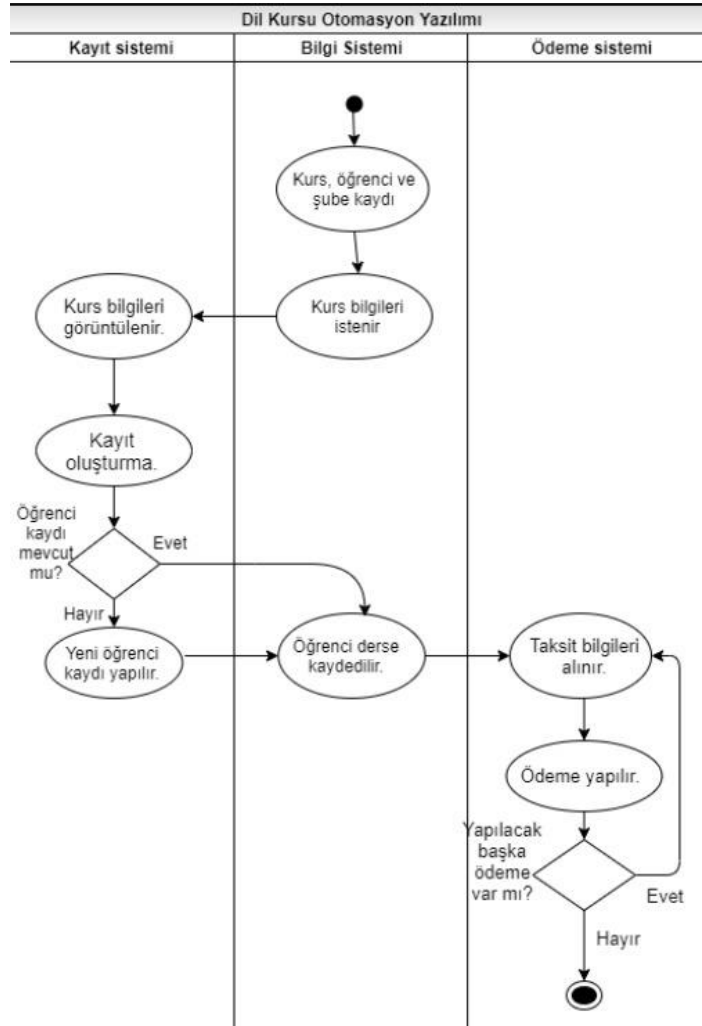 Dil Kursu Otomasyon Yazılımı
Kayıt sistemi
Bilgi Sistemi
Ödeme sistemi
Kurs, öğrenci ve
şube kaydı
Kurs bilgileri
istenir
Kurs bilgileri
görüntülenir.
Kayıt
oluşturma.
Öğrenci
kaydı
mevcut
mu?
Evet
Hayır
Yeni öğrenci
kaydı yapılır.
Öğrenci derse
kaydedilir.
Taksit bilgileri
alınır.
Ödeme yapılır.
Yapılacak
başka
ödeme
var mı?
Evet
Hayır